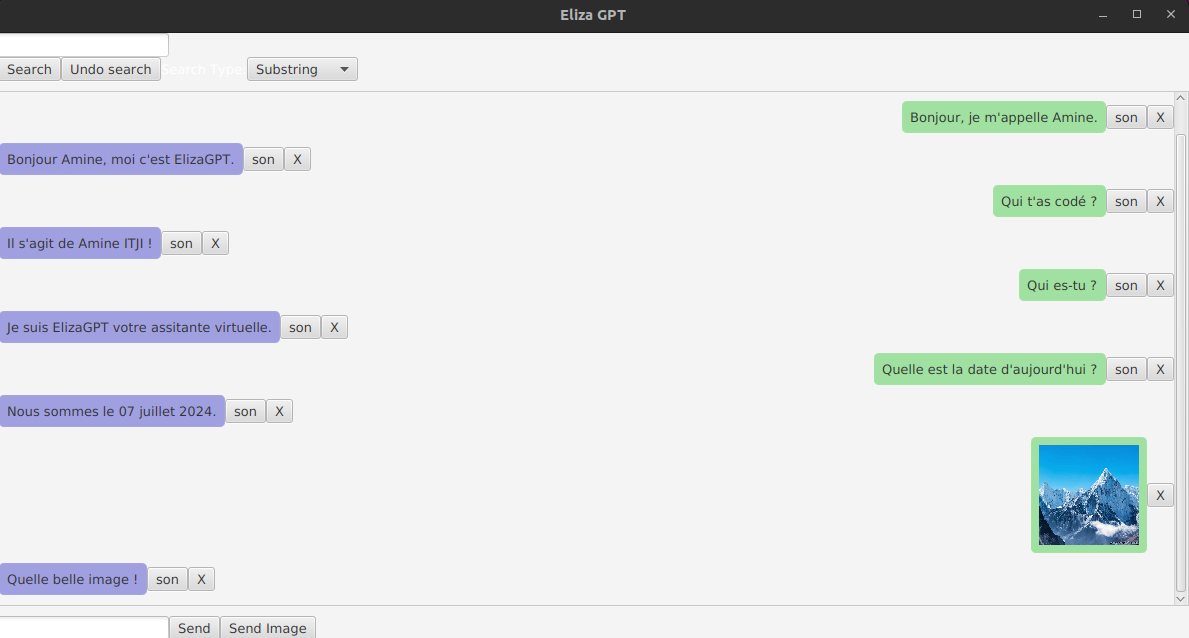 Eliza GPT
Search Undo search Search Type: Substring
Bonjour, je m'appelle Amine. son X
Bonjour Amine, moi c'est ElizaGPT. son X
Qui t'as codé ? son X
Il s'agit de Amine ITJI ! son X
Qui es-tu ? son X
Je suis ElizaGPT votre assitante virtuelle. son X
Quelle est la date d'aujourd'hui ? son X
Nous sommes le 07 juillet 2024. son X
X
Quelle belle image ! son X
Send Send Image